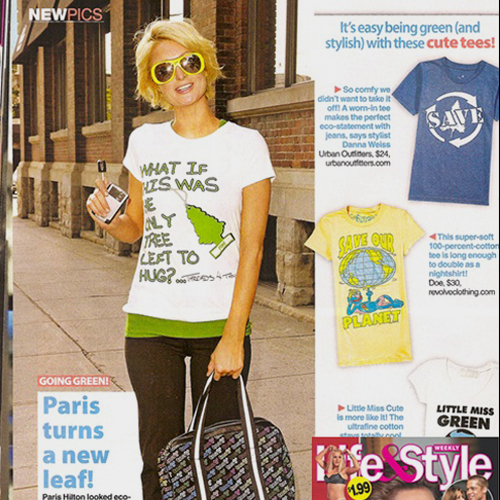 NEWPICS
It's easy being green (and
stylish) with these cute tees!
▶ So comfy we
didn't want to take it
off! A worn-in tee
makes the perfect
eco-statement with
jeans, says stylist
Danna Weiss
Urban Outfitters, $24,
urbanoutfitters.com
SAVE
WHAT IF
THIS WAS
THE
ONLY
TREE
LEFT TO
HUG?...
SAVE OUR
PLANET
◀ This super-soft
100-percent-cotton
tee is long enough
to double as a
nightshirt!
Doe, $30,
revolveclothing.com
GOING GREEN!
Paris
turns
a new
leaf!
Paris Hilton looked eco-
▶ Little Miss Cute
is more like it! The
ultrafine cotton
stays totally cool
LITTLE MISS
GREEN
Life&Style
WEEKLY
$1.99